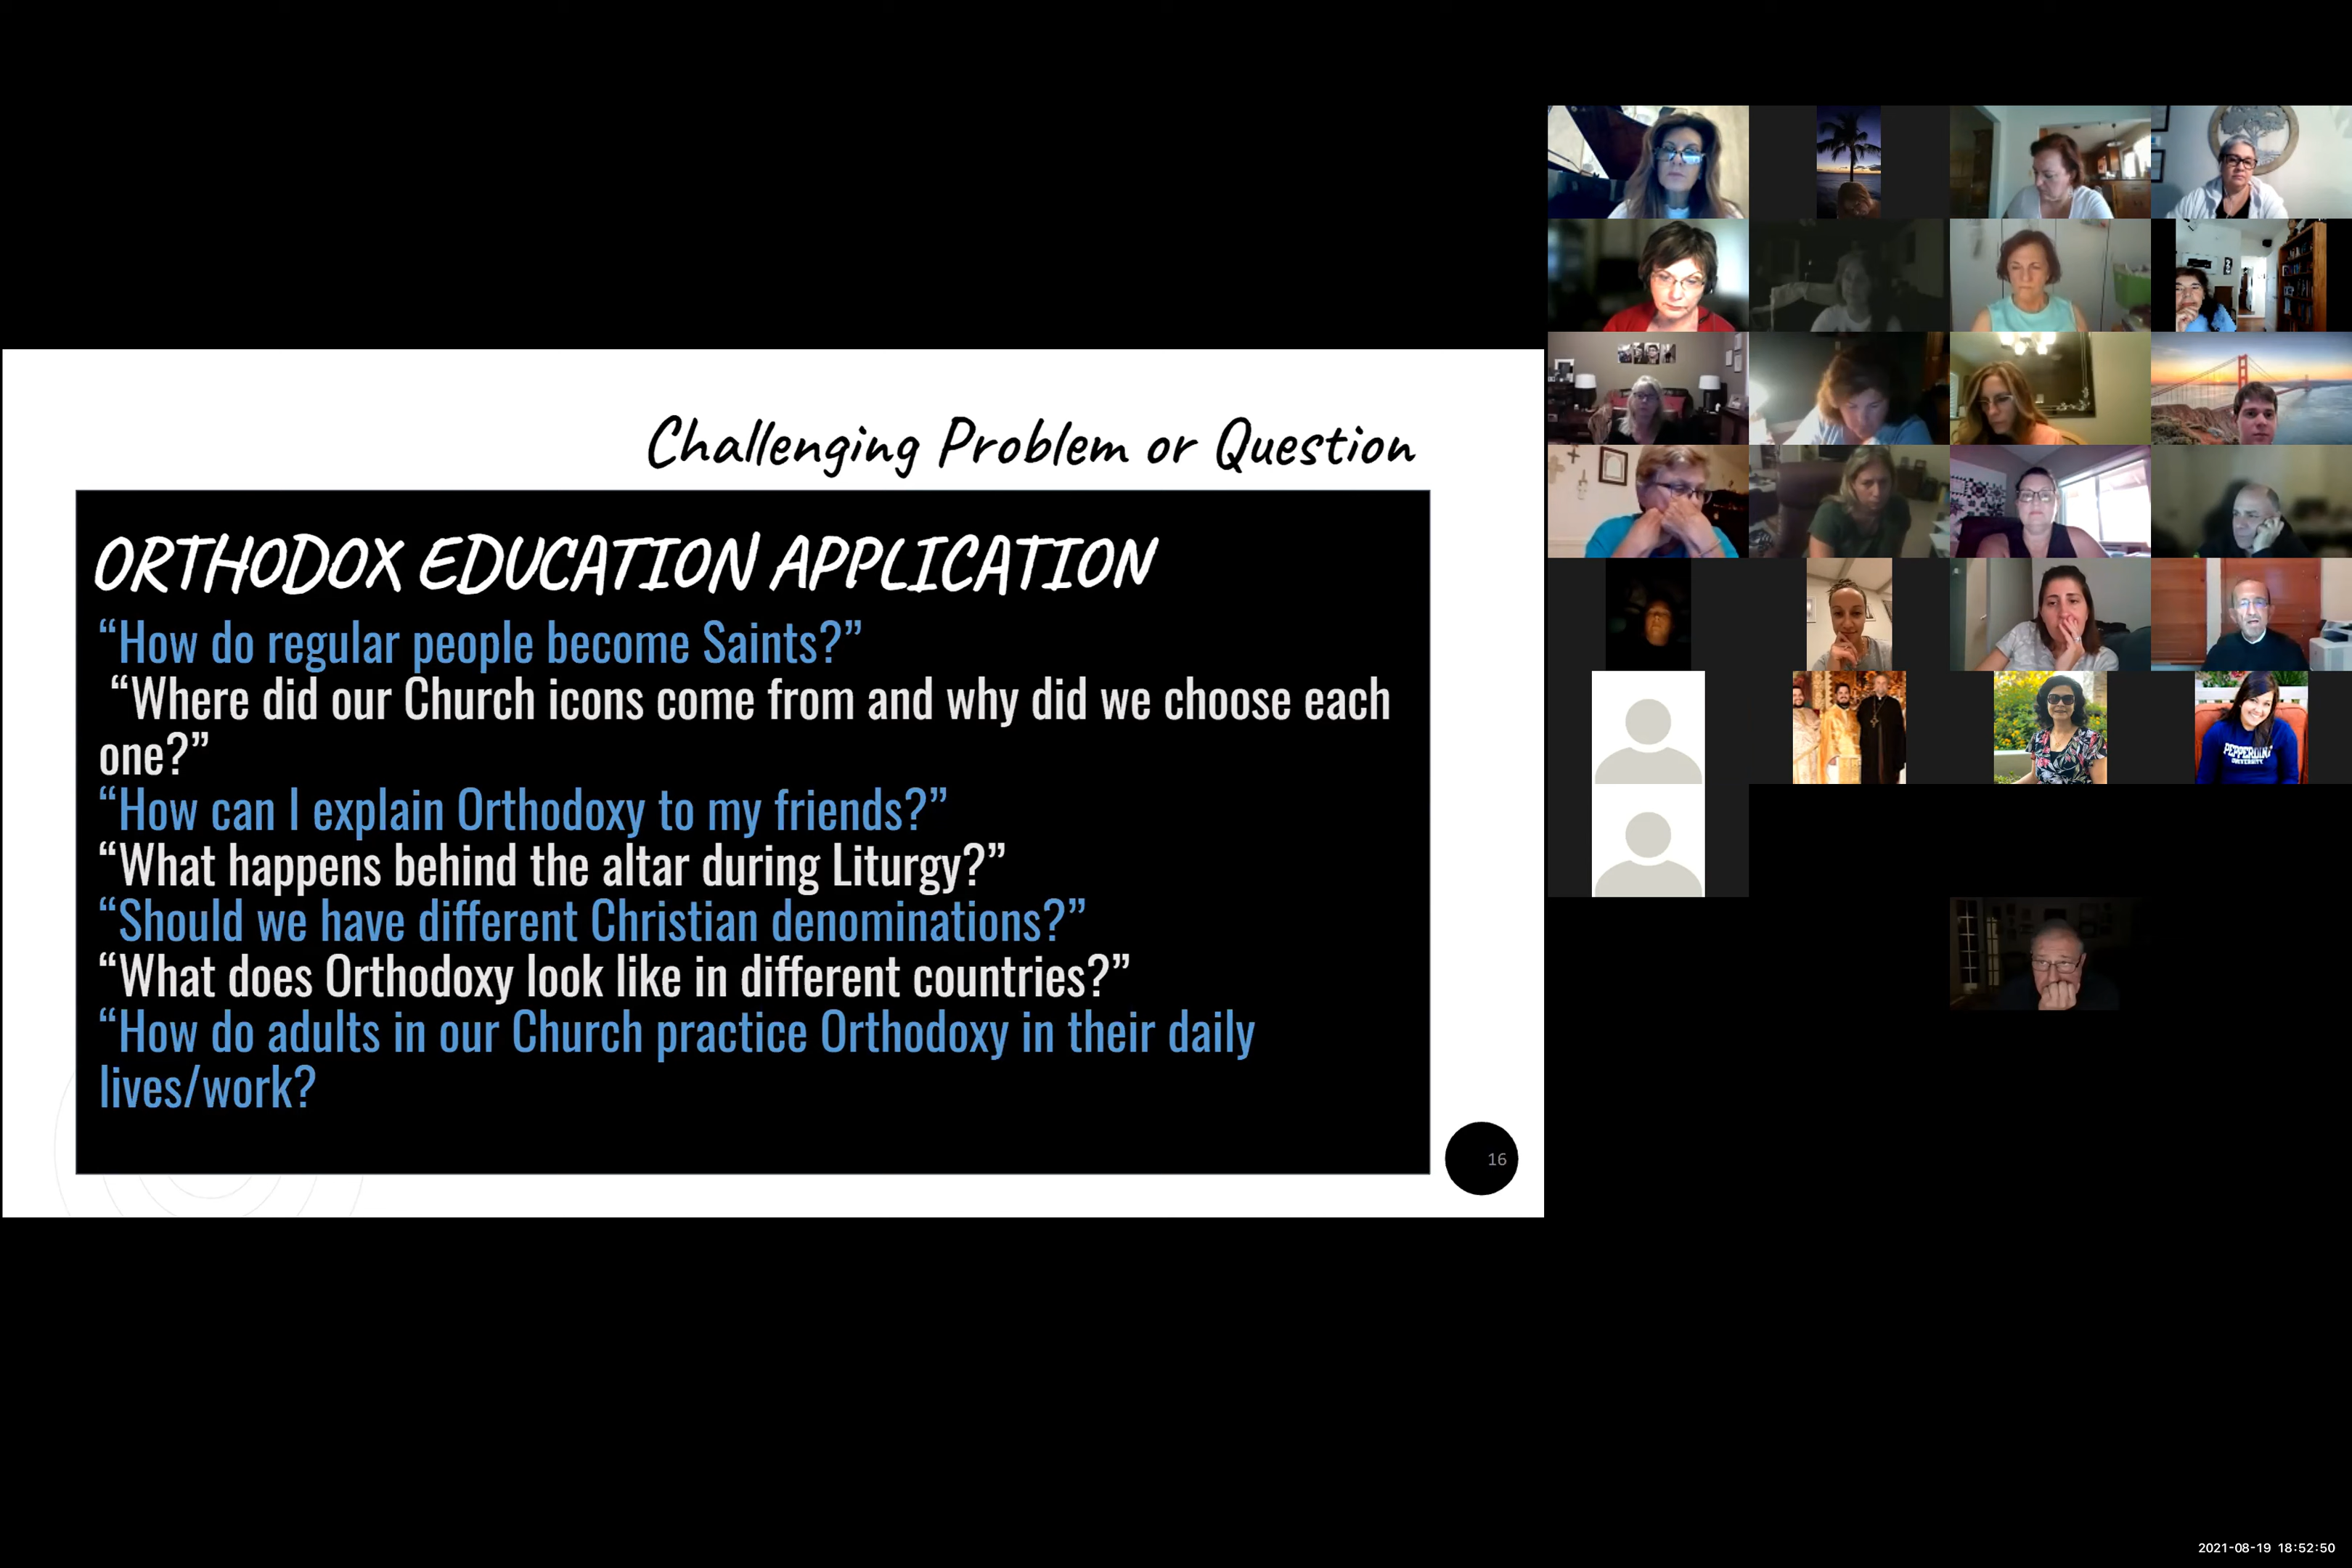 Challenging Problem or Question
ORTHODOX EDUCATION APPLICATION
“How do regular people become Saints?”
“Where did our Church icons come from and why did we choose each
one?”
“How can I explain Orthodoxy to my friends?”
“What happens behind the altar during Liturgy?”
“Should we have different Christian denominations?”
“What does Orthodoxy look like in different countries?”
“How do adults in our Church practice Orthodoxy in their daily
lives/work?
16
PEPPERDINE
UNIVERSITY
2021-08-19 18:52:50